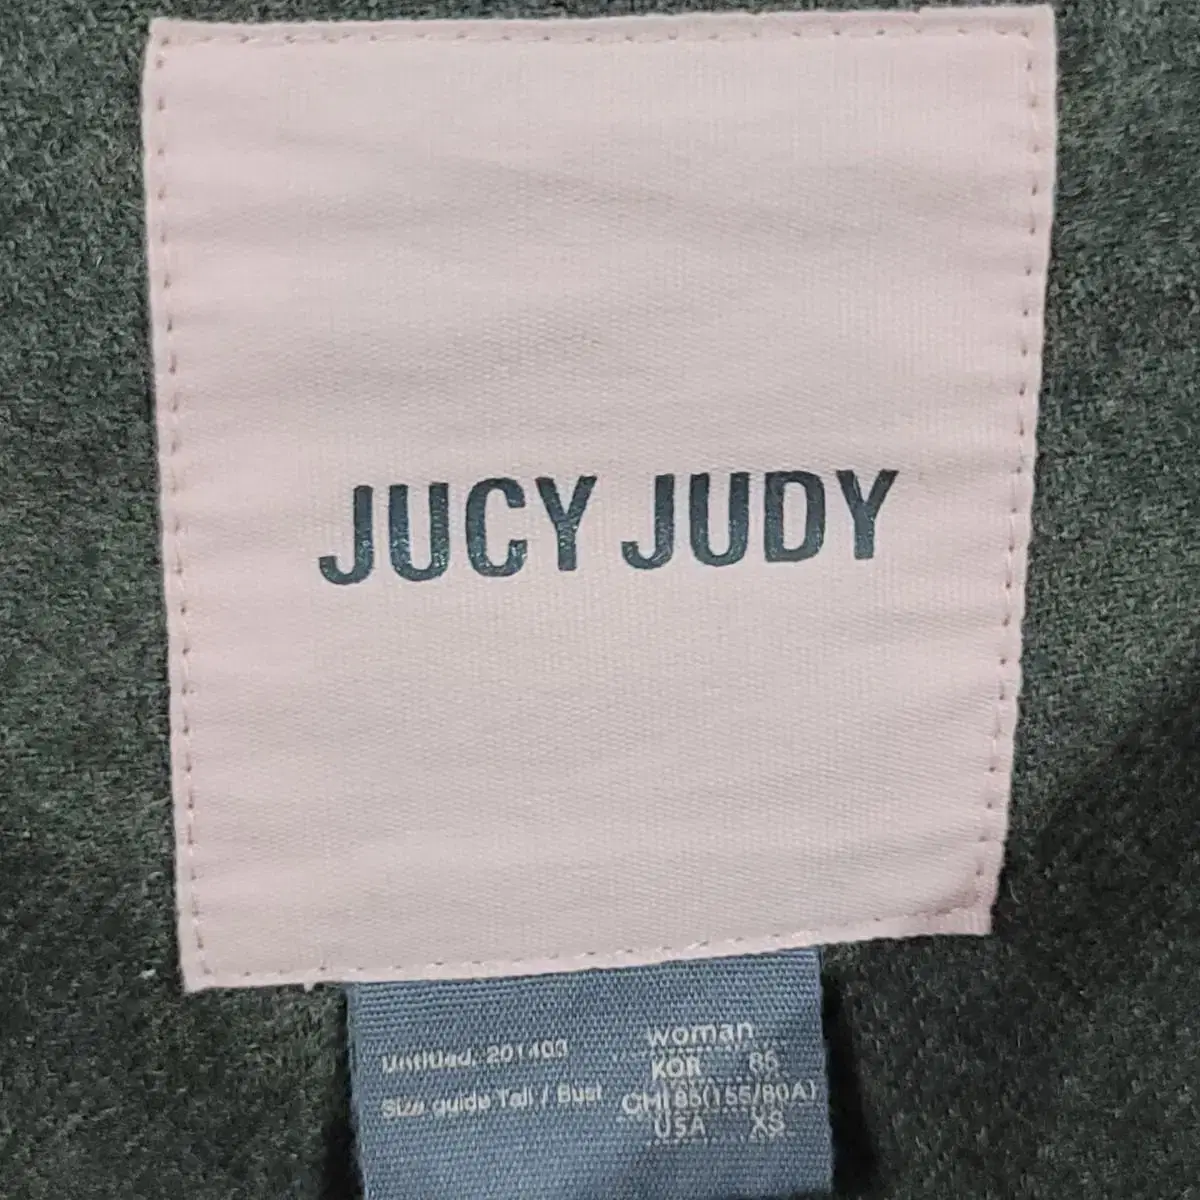 JUCY JUDY
woman
Untitled. 201403 KOR 85
Size guide Tall / Bust CHI 85(155/80A)
USA XS